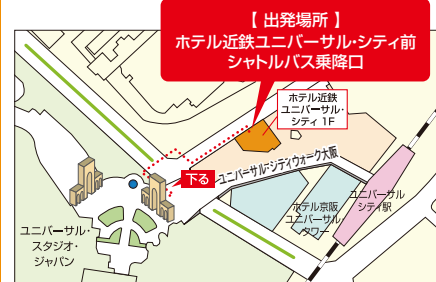 【 出発場所 】
ホテル近鉄ユニバーサル・シティ前
シャトルバス乗降口
ホテル近鉄
ユニバーサル・
シティ 1F
下る
ユニバーサル・シティウォーク大阪
ホテル京阪
ユニバーサル・
タワー
ユニバーサル
シティ駅
ユニバーサル・
スタジオ・
ジャパン